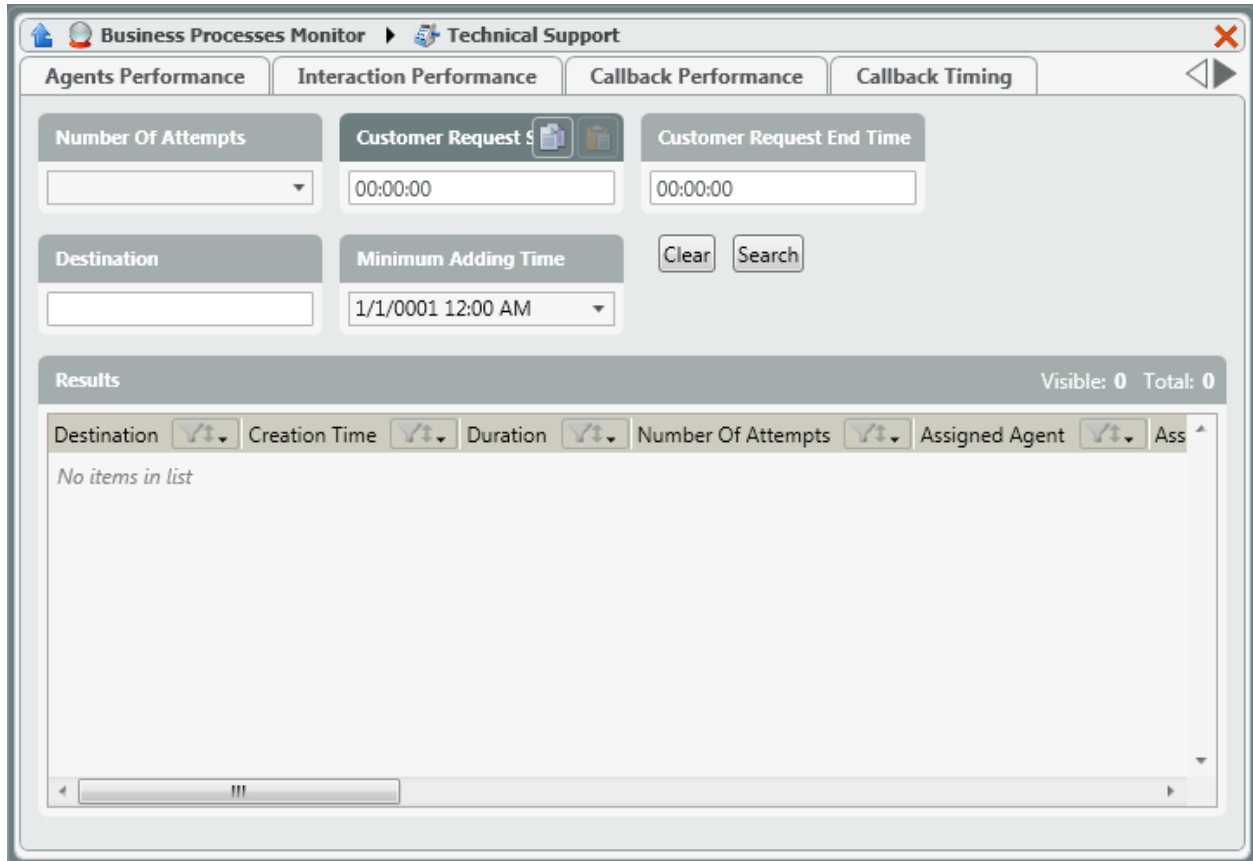 Business Processes Monitor Technical Support
Agents Performance Interaction Performance Callback Performance Callback Timing
Number Of Attempts Customer Request Customer Request End Time
00:00:00 00:00:00
Destination Minimum Adding Time Clear Search
1/1/0001 12:00 AM
Results Visible: 0 Total: 0
Destination Creation Time Duration Number Of Attempts Assigned Agent Ass
No items in list